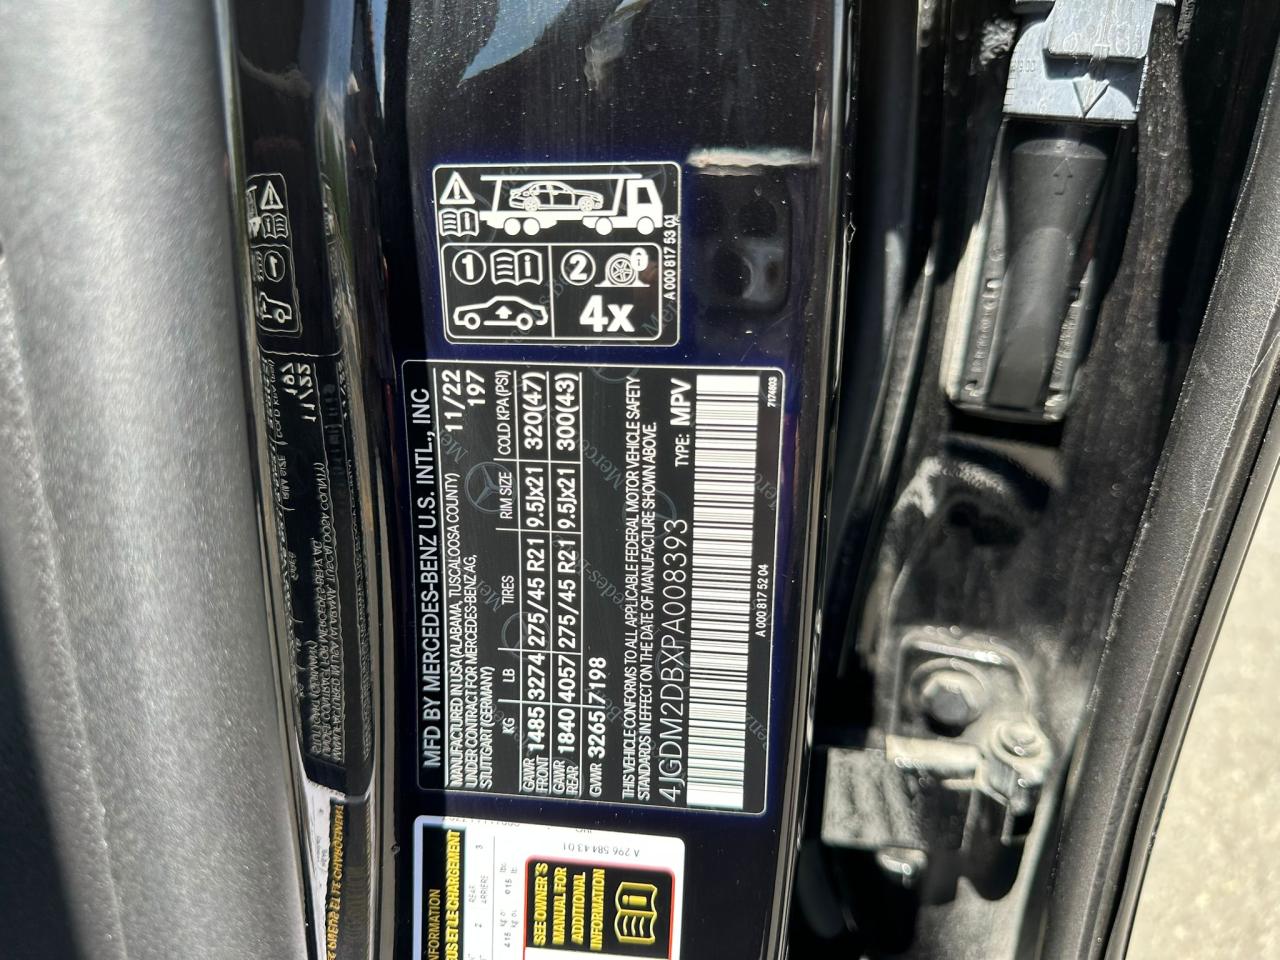 A 000 817 53 01
1
2
4x
MFD BY MERCEDES-BENZ U.S. INTL., INC
MANUFACTURED IN USA (ALABAMA, TUSCALOOSA COUNTY) 11/22
UNDER CONTRACT FOR MERCEDES-BENZ AG, 197
STUTTGART (GERMANY)
KG LB TIRES RIM SIZE COLD KPA (PSI)
GAWR FRONT 1485 3274 275/45 R21 9.5Jx21 320(47)
GAWR REAR 1840 4057 275/45 R21 9.5Jx21 300(43)
GVWR 3265 7198
THIS VEHICLE CONFORMS TO ALL APPLICABLE FEDERAL MOTOR VEHICLE SAFETY
STANDARDS IN EFFECT ON THE DATE OF MANUFACTURE SHOWN ABOVE.
4JGDM2DBXPA008393 TYPE: MPV
A 000 817 52 04
7174603
A 296 584 43 01
SEE OWNER'S
MANUAL FOR
ADDITIONAL
INFORMATION